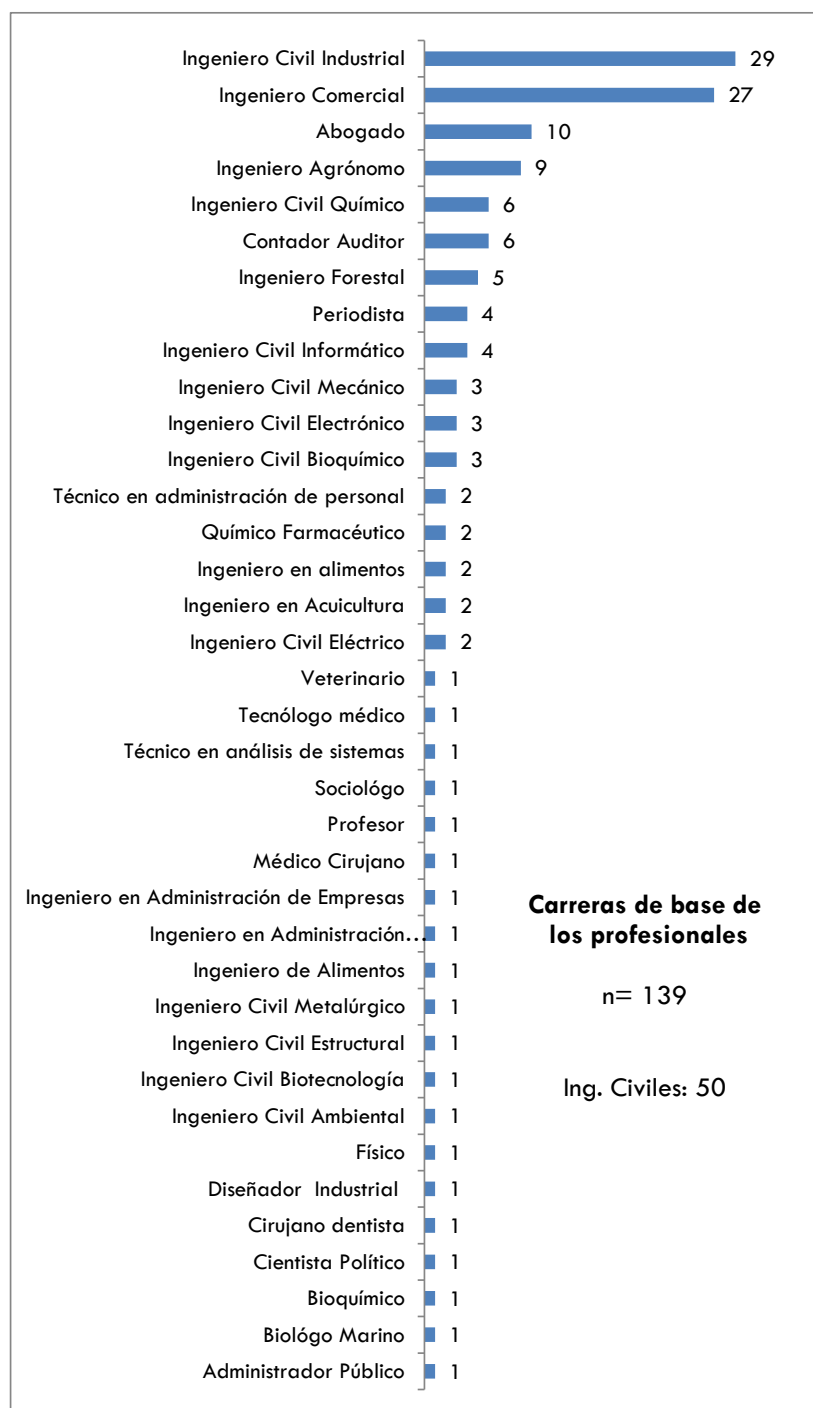 Ingeniero Civil Industrial 29
Ingeniero Comercial 27
Abogado 10
Ingeniero Agrónomo 9
Ingeniero Civil Químico 6
Contador Auditor 6
Ingeniero Forestal 5
Periodista 4
Ingeniero Civil Informático 4
Ingeniero Civil Mecánico 3
Ingeniero Civil Electrónico 3
Ingeniero Civil Bioquímico 3
Técnico en administración de personal 2
Químico Farmacéutico 2
Ingeniero en alimentos 2
Ingeniero en Acuicultura 2
Ingeniero Civil Eléctrico 2
Veterinario 1
Tecnólogo médico 1
Técnico en análisis de sistemas 1
Sociológo 1
Profesor 1
Médico Cirujano 1
Ingeniero en Administración de Empresas 1
Ingeniero en Administración… 1
Ingeniero de Alimentos 1
Ingeniero Civil Metalúrgico 1
Ingeniero Civil Estructural 1
Ingeniero Civil Biotecnología 1
Ingeniero Civil Ambiental 1
Físico 1
Diseñador Industrial 1
Cirujano dentista 1
Cientista Político 1
Bioquímico 1
Biológo Marino 1
Administrador Público 1
Carreras de base de
los profesionales
n= 139
Ing. Civiles: 50